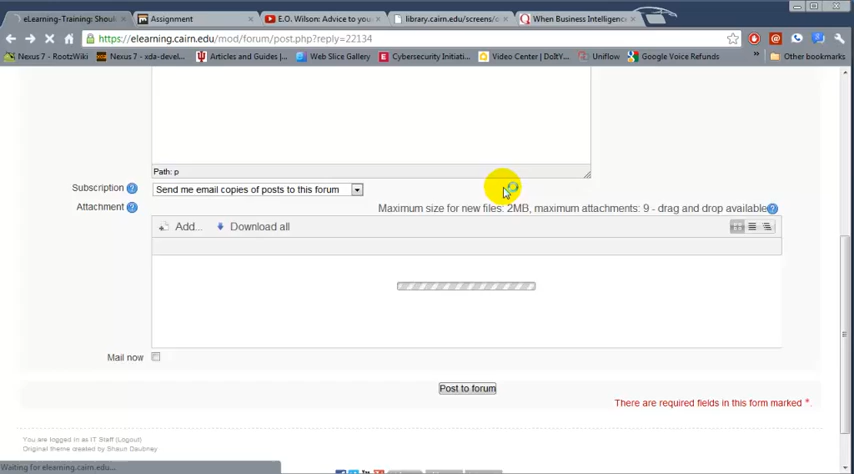 eLearning-Training: Shoul
Assignment
E.O. Wilson: Advice to you
library.cairn.edu/screens/
When Business Intelligence
https://elearning.cairn.edu/mod/forum/post.php?reply=22134
Nexus 7 - RootzWiki
Nexus 7 - xda-devel...
Articles and Guides |...
Web Slice Gallery
Cybersecurity Initiati...
Video Center | DoITY...
Uniflow
Google Voice Refunds
Other bookmarks
Path: p
Subscription
Send me email copies of posts to this forum
Attachment
Maximum size for new files: 2MB, maximum attachments: 9 - drag and drop available
Add...
Download all
Mail now
Post to forum
There are required fields in this form marked *.
You are logged in as IT Staff (Logout)
Original theme created by Shaun Daubney
Waiting for elearning.cairn.edu...